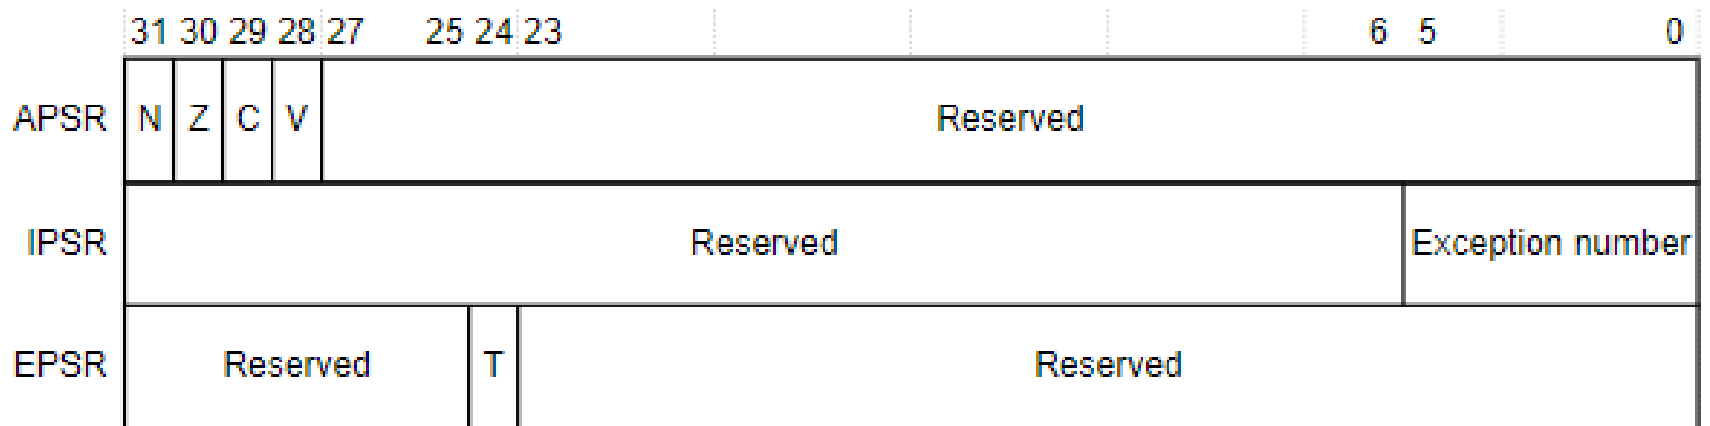 31 30 29 28 27 25 24 23 6 5 0
APSR N Z C V Reserved
IPSR Reserved Exception number
EPSR Reserved T Reserved